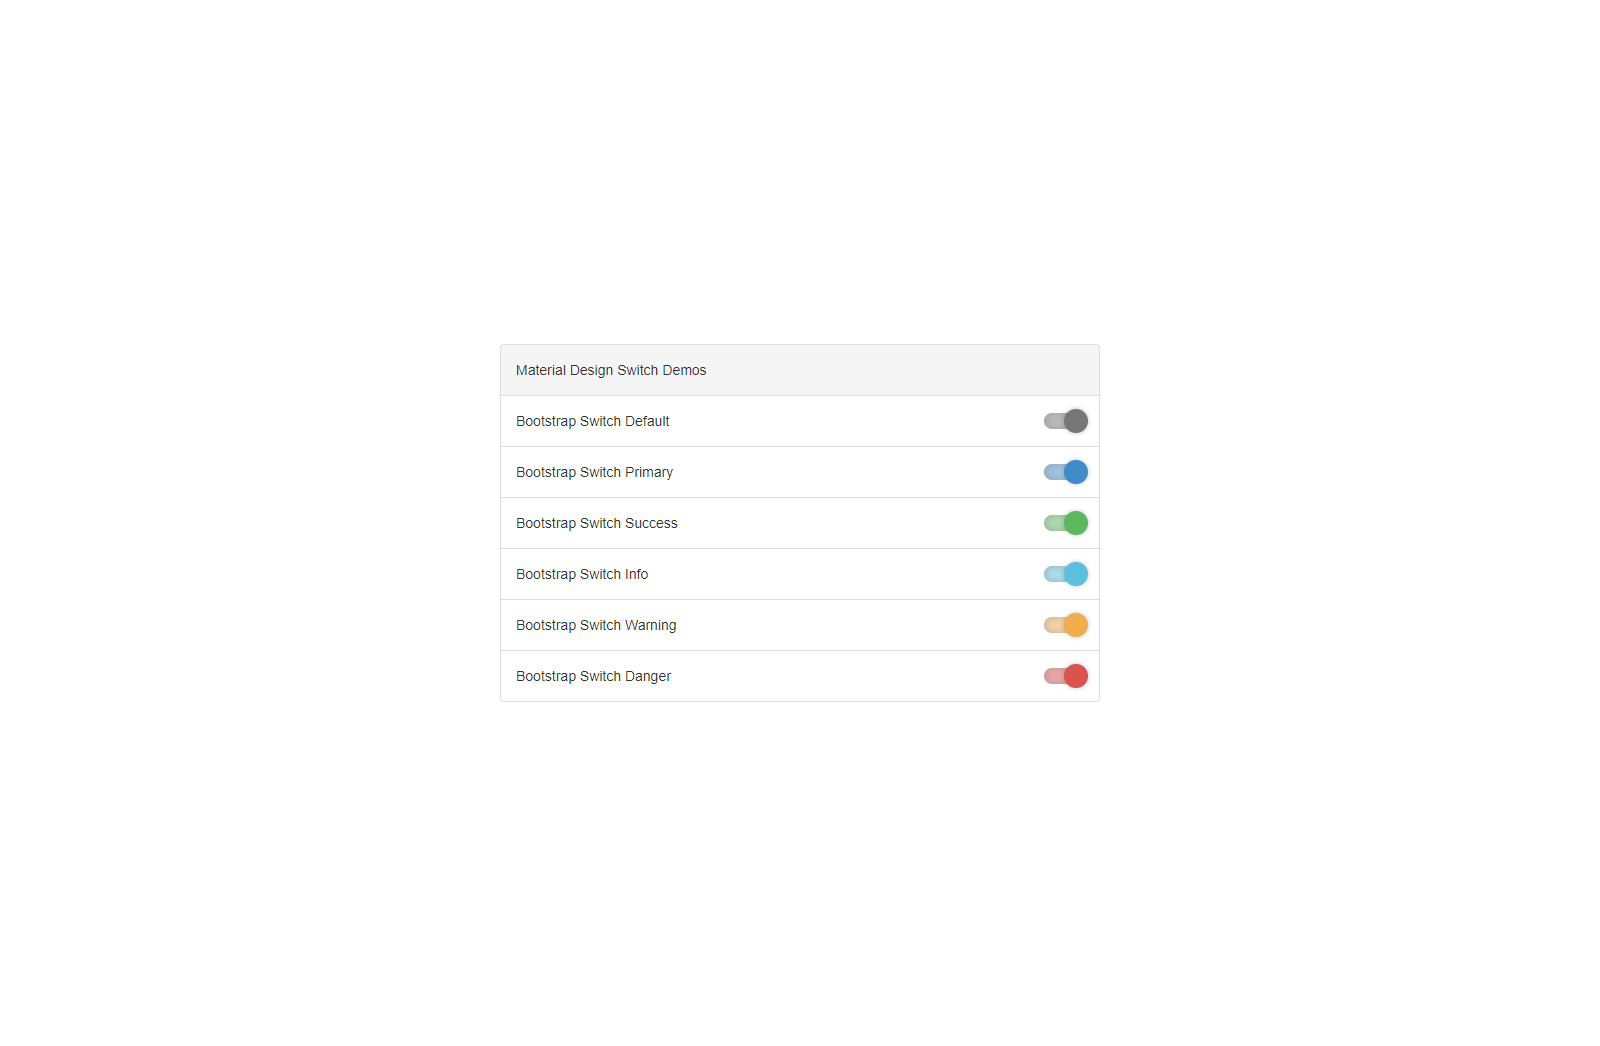 Material Design Switch Demos
Bootstrap Switch Default
Bootstrap Switch Primary
Bootstrap Switch Success
Bootstrap Switch Info
Bootstrap Switch Warning
Bootstrap Switch Danger